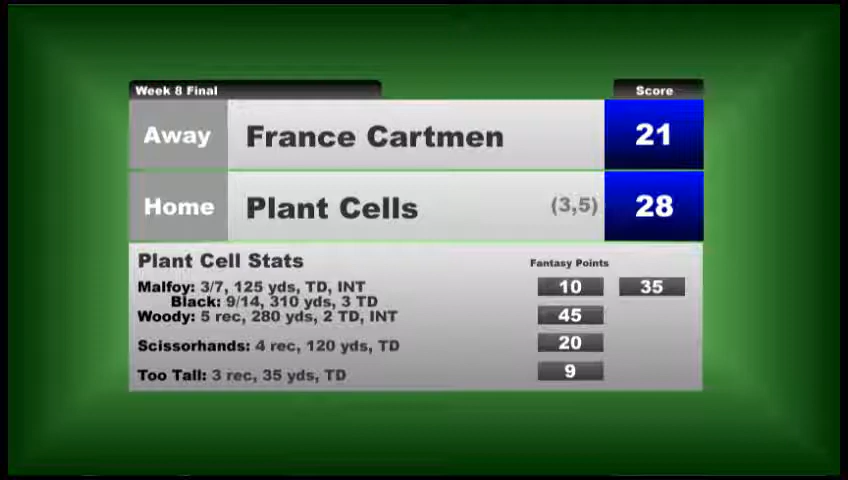 Week 8 Final Score
Away France Cartmen 21
Home Plant Cells (3,5) 28
Plant Cell Stats Fantasy Points
Malfoy: 3/7, 125 yds, TD, INT 10 35
Black: 9/14, 310 yds, 3 TD
Woody: 5 rec, 280 yds, 2 TD, INT 45
Scissorhands: 4 rec, 120 yds, TD 20
Too Tall: 3 rec, 35 yds, TD 9